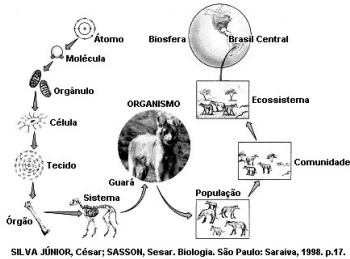 Átomo
Molécula
Orgânulo
Célula
Tecido
Órgão
Sistema
Guará
ORGANISMO
População
Comunidade
Ecossistema
Biosfera
Brasil Central
SILVA JÚNIOR, César; SASSON, Sesar. Biologia. São Paulo: Saraiva, 1998. p.17.